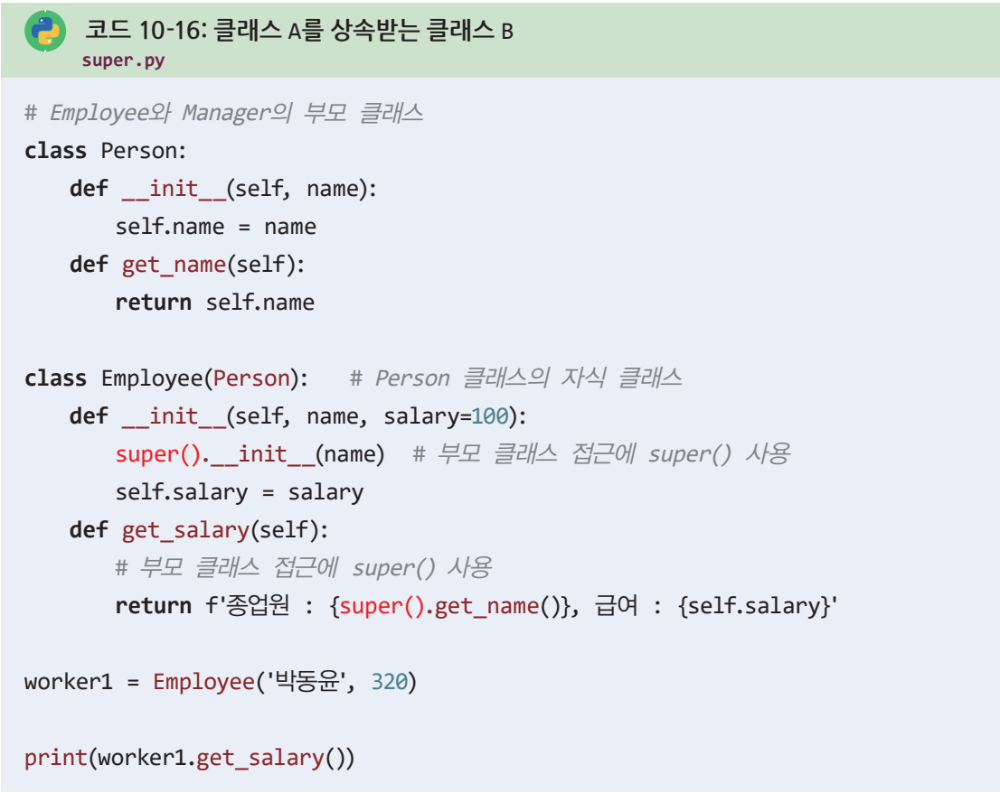 코드 10-16: 클래스 A를 상속받는 클래스 B
super.py
# Employee와 Manager의 부모 클래스
class Person:
    def __init__(self, name):
        self.name = name
    def get_name(self):
        return self.name
class Employee(Person):   # Person 클래스의 자식 클래스
    def __init__(self, name, salary=100):
        super().__init__(name)  # 부모 클래스 접근에 super() 사용
        self.salary = salary
    def get_salary(self):
        # 부모 클래스 접근에 super() 사용
        return f'종업원 : {super().get_name()}, 급여 : {self.salary}'
worker1 = Employee('박동윤', 320)
print(worker1.get_salary())